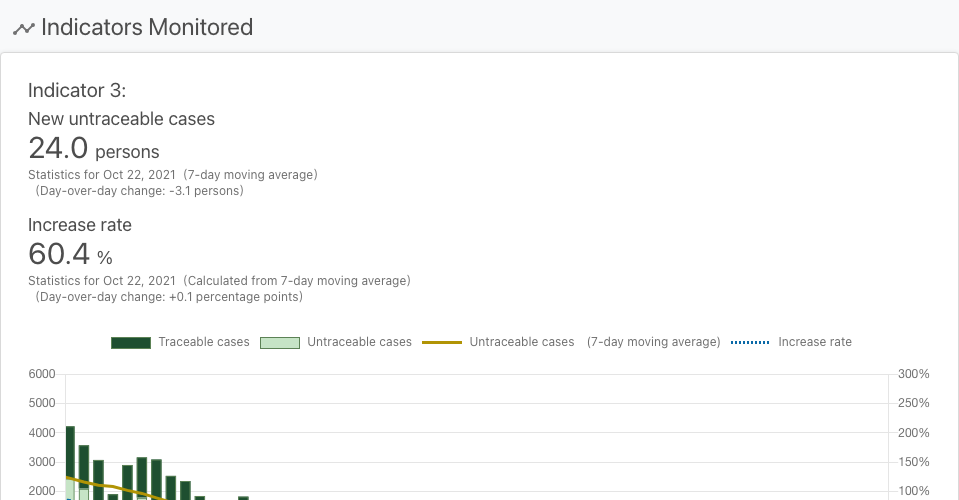 Indicators Monitored
Indicator 3:
New untraceable cases
24.0 persons
Statistics for Oct 22, 2021 (7-day moving average)
(Day-over-day change: -3.1 persons)
Increase rate
60.4 %
Statistics for Oct 22, 2021 (Calculated from 7-day moving average)
(Day-over-day change: +0.1 percentage points)
Traceable cases Untraceable cases Untraceable cases (7-day moving average) Increase rate
6000 300%
5000 250%
4000 200%
3000 150%
2000 100%